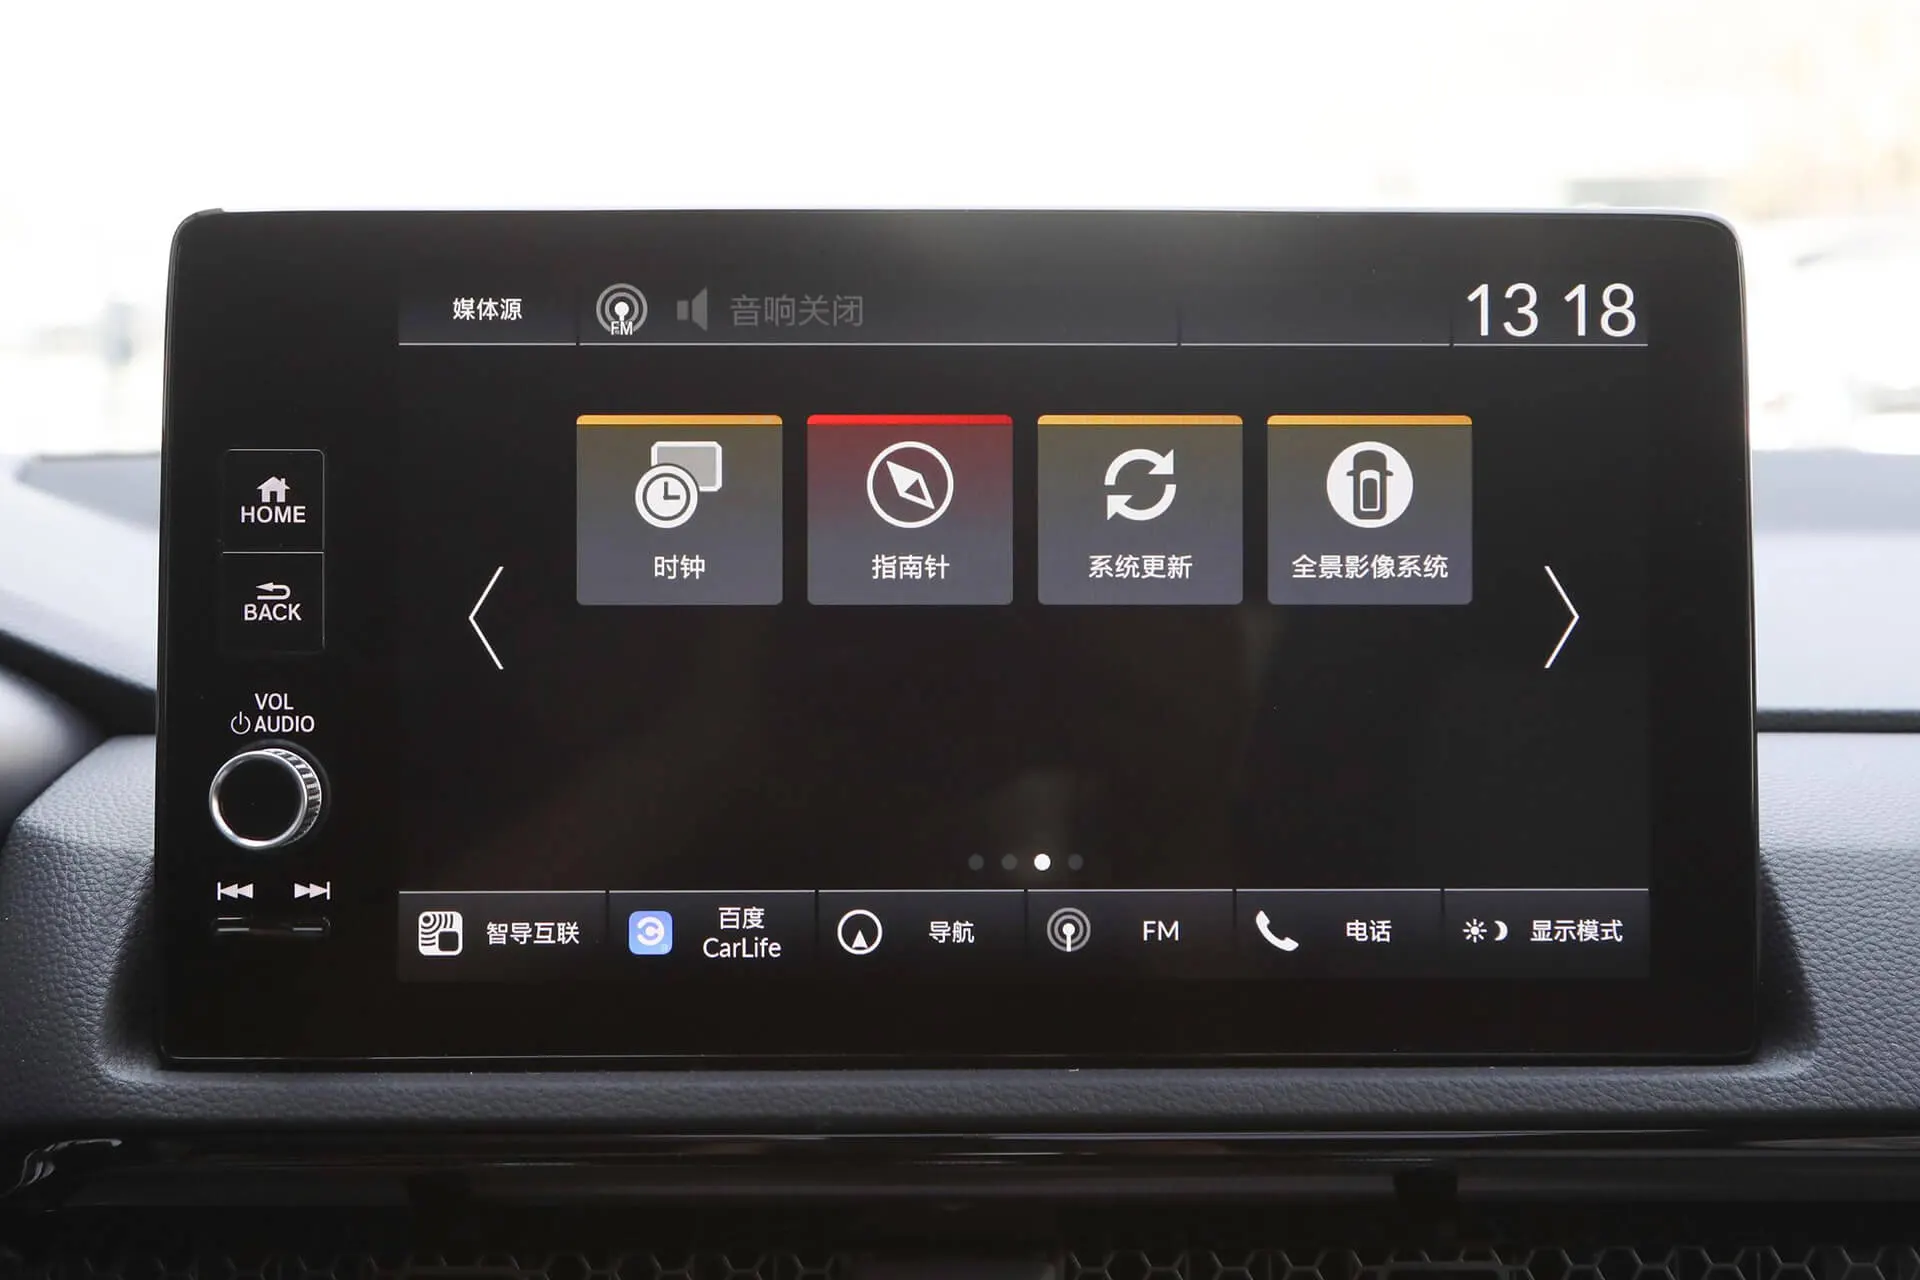 媒体源
FM
音响关闭
13 18
HOME
BACK
VOL
AUDIO
时钟
指南针
系统更新
全景影像系统
智导互联
百度
CarLife
导航
FM
电话
显示模式